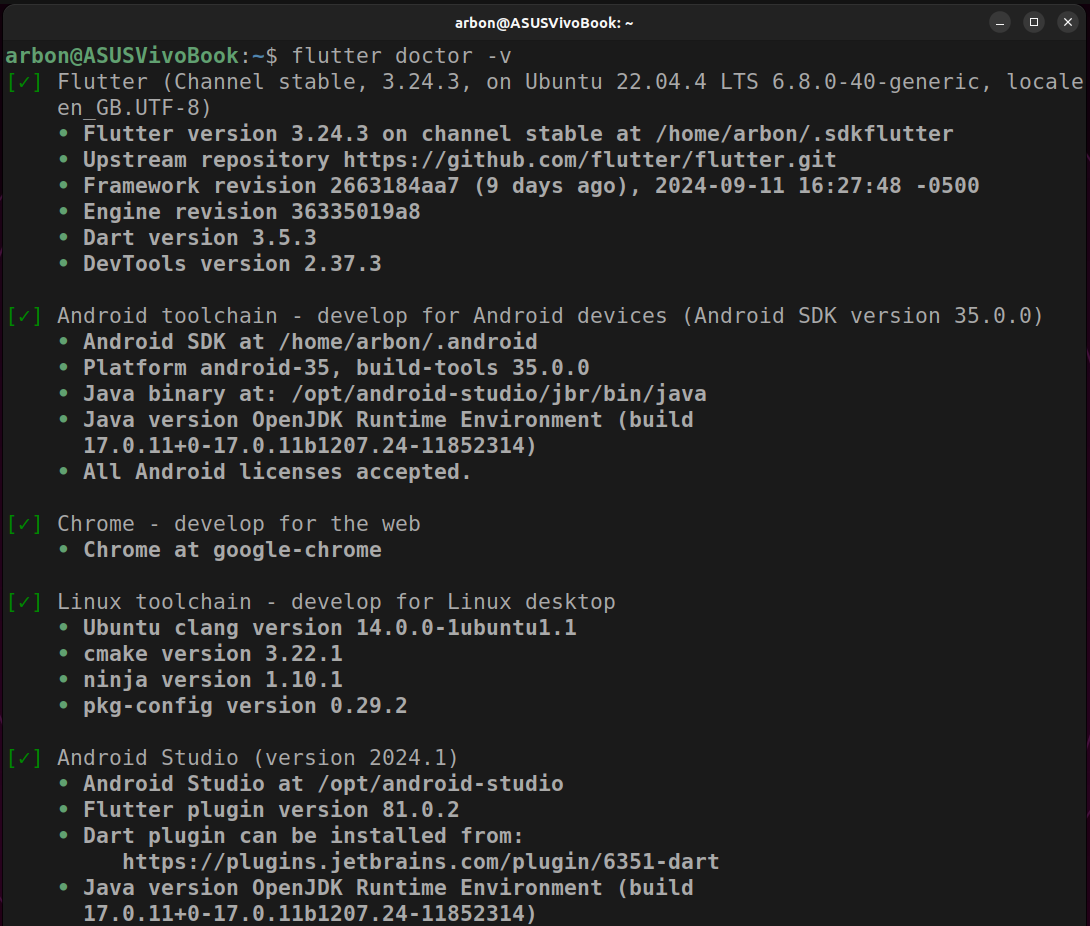 arbon@ASUSVivoBook: ~
arbon@ASUSVivoBook:~$ flutter doctor -v
[✓] Flutter (Channel stable, 3.24.3, on Ubuntu 22.04.4 LTS 6.8.0-40-generic, locale
en_GB.UTF-8)
• Flutter version 3.24.3 on channel stable at /home/arbon/.sdkflutter
• Upstream repository https://github.com/flutter/flutter.git
• Framework revision 2663184aa7 (9 days ago), 2024-09-11 16:27:48 -0500
• Engine revision 36335019a8
• Dart version 3.5.3
• DevTools version 2.37.3
[✓] Android toolchain - develop for Android devices (Android SDK version 35.0.0)
• Android SDK at /home/arbon/.android
• Platform android-35, build-tools 35.0.0
• Java binary at: /opt/android-studio/jbr/bin/java
• Java version OpenJDK Runtime Environment (build
17.0.11+0-17.0.11b1207.24-11852314)
• All Android licenses accepted.
[✓] Chrome - develop for the web
• Chrome at google-chrome
[✓] Linux toolchain - develop for Linux desktop
• Ubuntu clang version 14.0.0-1ubuntu1.1
• cmake version 3.22.1
• ninja version 1.10.1
• pkg-config version 0.29.2
[✓] Android Studio (version 2024.1)
• Android Studio at /opt/android-studio
• Flutter plugin version 81.0.2
• Dart plugin can be installed from:
https://plugins.jetbrains.com/plugin/6351-dart
• Java version OpenJDK Runtime Environment (build
17.0.11+0-17.0.11b1207.24-11852314)